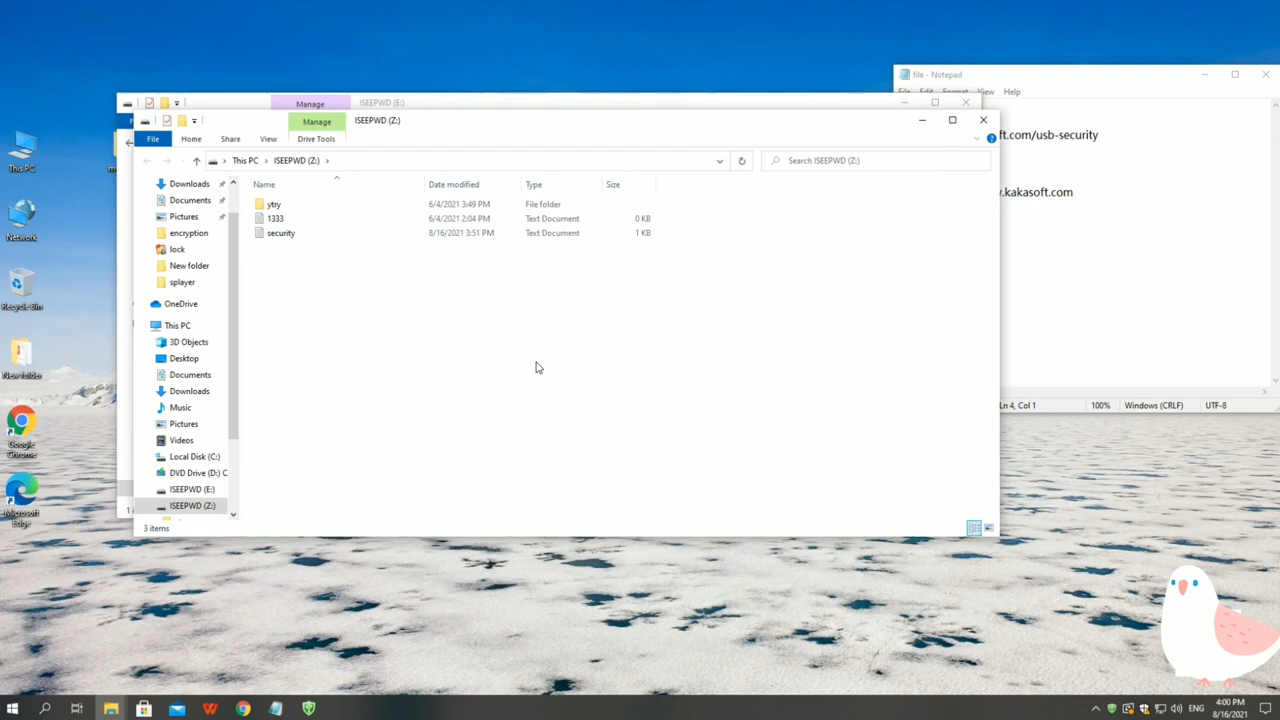 This PC
Network
Recycle Bin
New folder
Google
Chrome
Microsoft
Edge
Manage
ISEEPWD (E:)
Manage
ISEEPWD (Z:)
File
Home
Share
View
Drive Tools
This PC > ISEEPWD (Z:) >
Search ISEEPWD (Z:)
Name
Date modified
Type
Size
ytry
6/4/2021 3:49 PM
File folder
1333
6/4/2021 2:04 PM
Text Document
0 KB
security
8/16/2021 3:51 PM
Text Document
1 KB
Downloads
Documents
Pictures
encryption
lock
New folder
splayer
OneDrive
This PC
3D Objects
Desktop
Documents
Downloads
Music
Pictures
Videos
Local Disk (C:)
DVD Drive (D:) C
ISEEPWD (E:)
ISEEPWD (Z:)
3 items
file - Notepad
File
Edit
Format
View
Help
ft.com/usb-security
.kakasoft.com
Ln 4, Col 1
100%
Windows (CRLF)
UTF-8
ENG
4:00 PM
8/16/2021